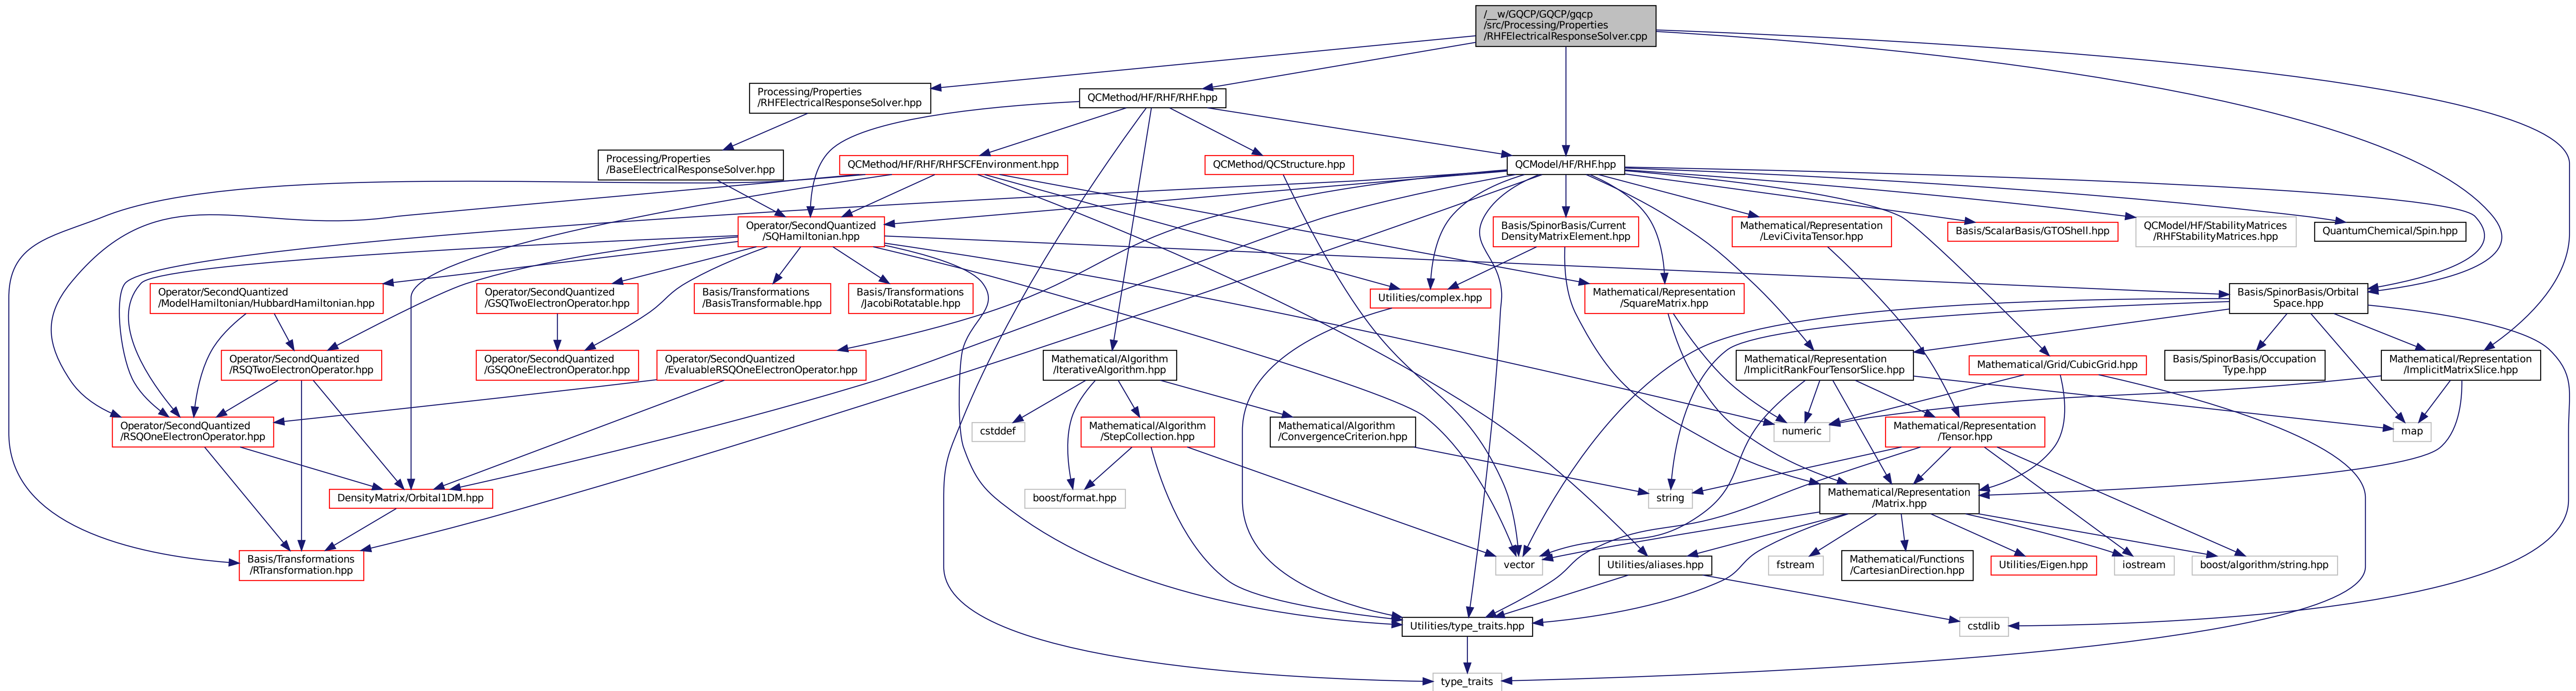 /__w/GQCP/GQCP/gqcp
/src/Processing/Properties
/RHFElectricalResponseSolver.cpp
Processing/Properties
/RHFElectricalResponseSolver.hpp
QCMethod/HF/RHF/RHF.hpp
Processing/Properties
/BaseElectricalResponseSolver.hpp
QCMethod/HF/RHF/RHFSCFEnvironment.hpp
QCMethod/QCStructure.hpp
QCModel/HF/RHF.hpp
Operator/SecondQuantized
/SQHamiltonian.hpp
Basis/SpinorBasis/Current
DensityMatrixElement.hpp
Mathematical/Representation
/LeviCivitaTensor.hpp
Basis/ScalarBasis/GTOShell.hpp
QCModel/HF/StabilityMatrices
/RHFStabilityMatrices.hpp
QuantumChemical/Spin.hpp
Operator/SecondQuantized
/ModelHamiltonian/HubbardHamiltonian.hpp
Operator/SecondQuantized
/GSQTwoElectronOperator.hpp
Basis/Transformations
/BasisTransformable.hpp
Basis/Transformations
/JacobiRotatable.hpp
Utilities/complex.hpp
Mathematical/Representation
/SquareMatrix.hpp
Basis/SpinorBasis/Orbital
Space.hpp
Operator/SecondQuantized
/RSQTwoElectronOperator.hpp
Operator/SecondQuantized
/GSQOneElectronOperator.hpp
Operator/SecondQuantized
/EvaluableRSQOneElectronOperator.hpp
Mathematical/Algorithm
/IterativeAlgorithm.hpp
Mathematical/Representation
/ImplicitRankFourTensorSlice.hpp
Mathematical/Grid/CubicGrid.hpp
Basis/SpinorBasis/Occupation
Type.hpp
Mathematical/Representation
/ImplicitMatrixSlice.hpp
Operator/SecondQuantized
/RSQOneElectronOperator.hpp
cstddef
Mathematical/Algorithm
/StepCollection.hpp
Mathematical/Algorithm
/ConvergenceCriterion.hpp
numeric
Mathematical/Representation
/Tensor.hpp
map
DensityMatrix/Orbital1DM.hpp
boost/format.hpp
string
Mathematical/Representation
/Matrix.hpp
Basis/Transformations
/RTransformation.hpp
vector
Utilities/aliases.hpp
fstream
Mathematical/Functions
/CartesianDirection.hpp
Utilities/Eigen.hpp
iostream
boost/algorithm/string.hpp
Utilities/type_traits.hpp
cstdlib
type_traits